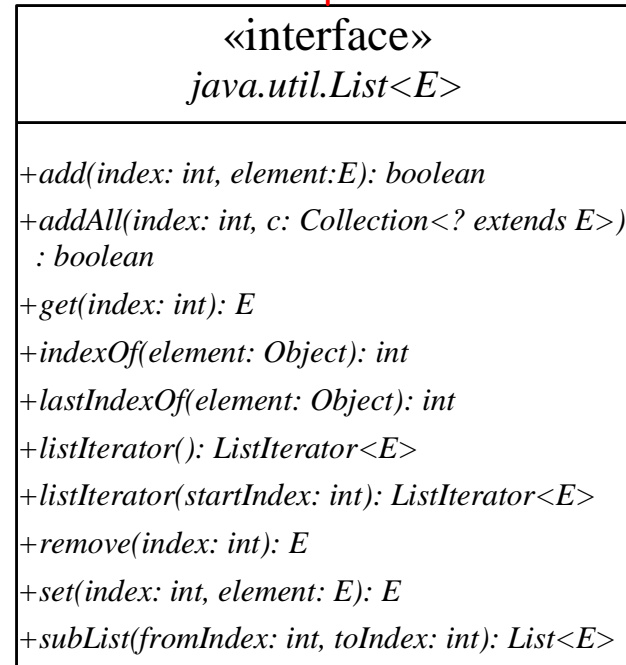 «interface»
java.util.List<E>
+add(index: int, element:E): boolean
+addAll(index: int, c: Collection<? extends E>)
: boolean
+get(index: int): E
+indexOf(element: Object): int
+lastIndexOf(element: Object): int
+listIterator(): ListIterator<E>
+listIterator(startIndex: int): ListIterator<E>
+remove(index: int): E
+set(index: int, element: E): E
+subList(fromIndex: int, toIndex: int): List<E>